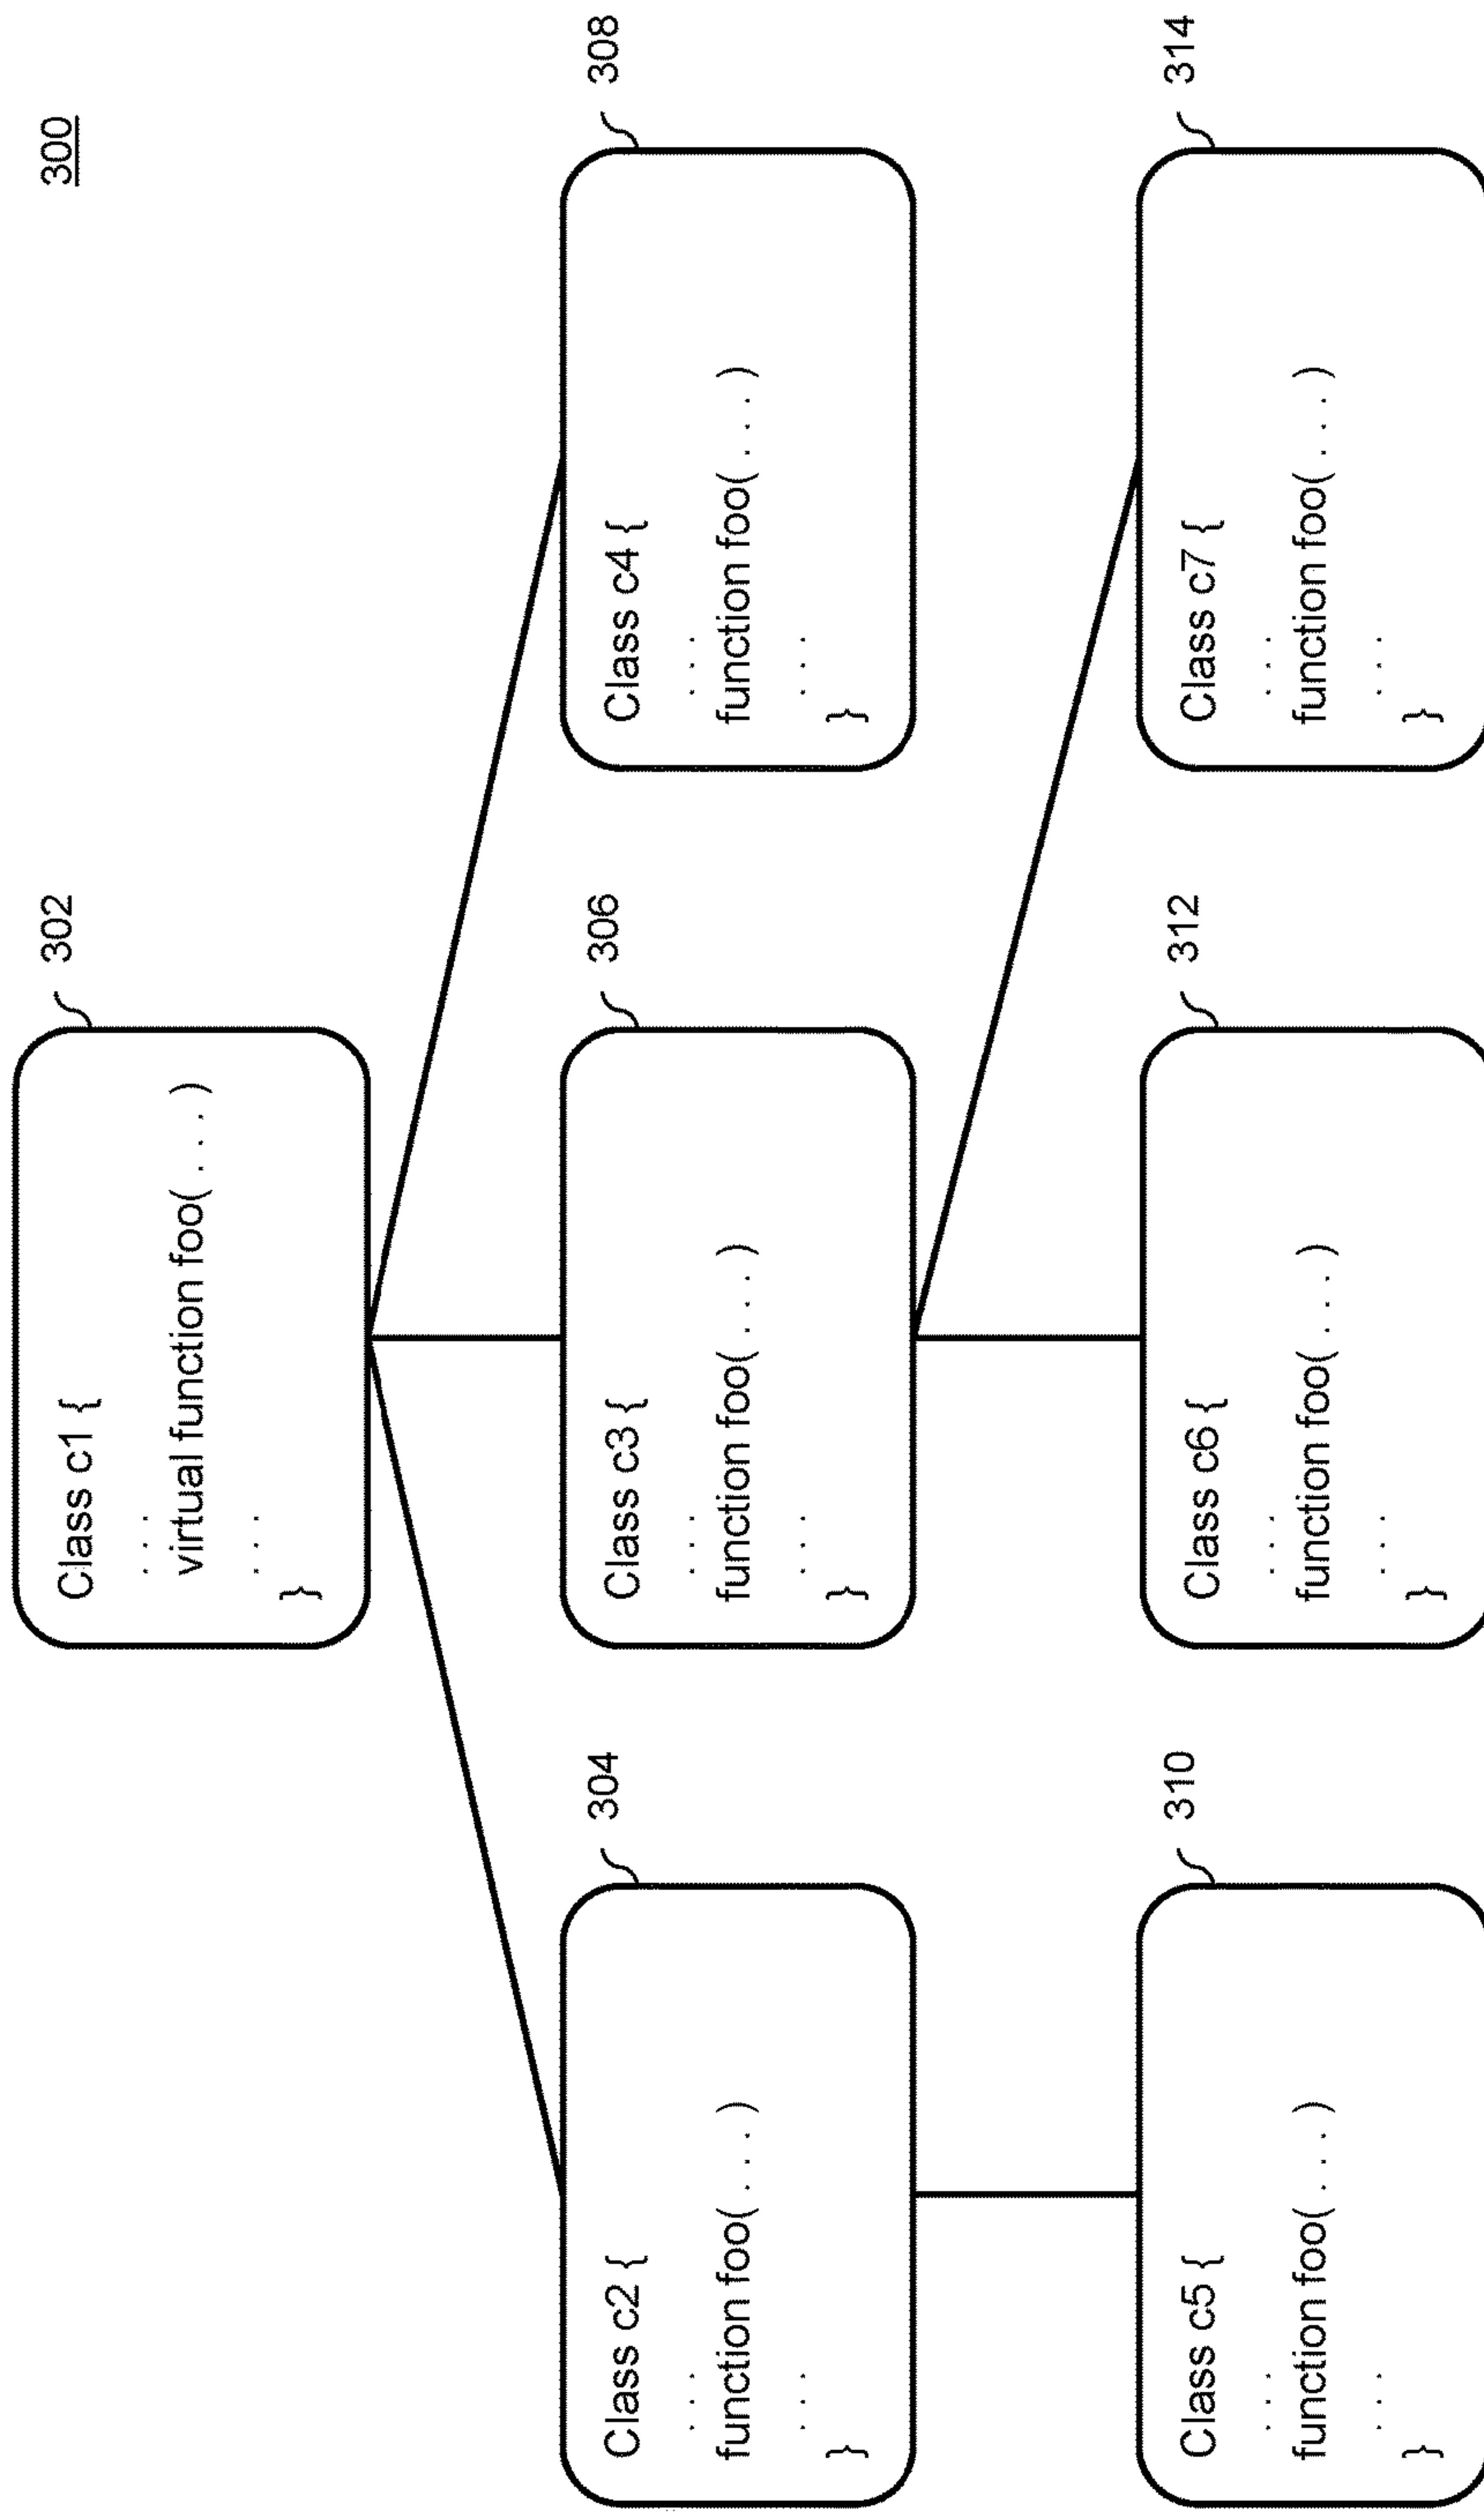 300
302
Class c1 {
. . .
virtual function foo( . . . )
. . .
}
304
Class c2 {
. . .
function foo( . . . )
. . .
}
306
Class c3 {
. . .
function foo( . . . )
. . .
}
308
Class c4 {
. . .
function foo( . . . )
. . .
}
310
Class c5 {
. . .
function foo( . . . )
. . .
}
312
Class c6 {
. . .
function foo( . . . )
. . .
}
314
Class c7 {
. . .
function foo( . . . )
. . .
}